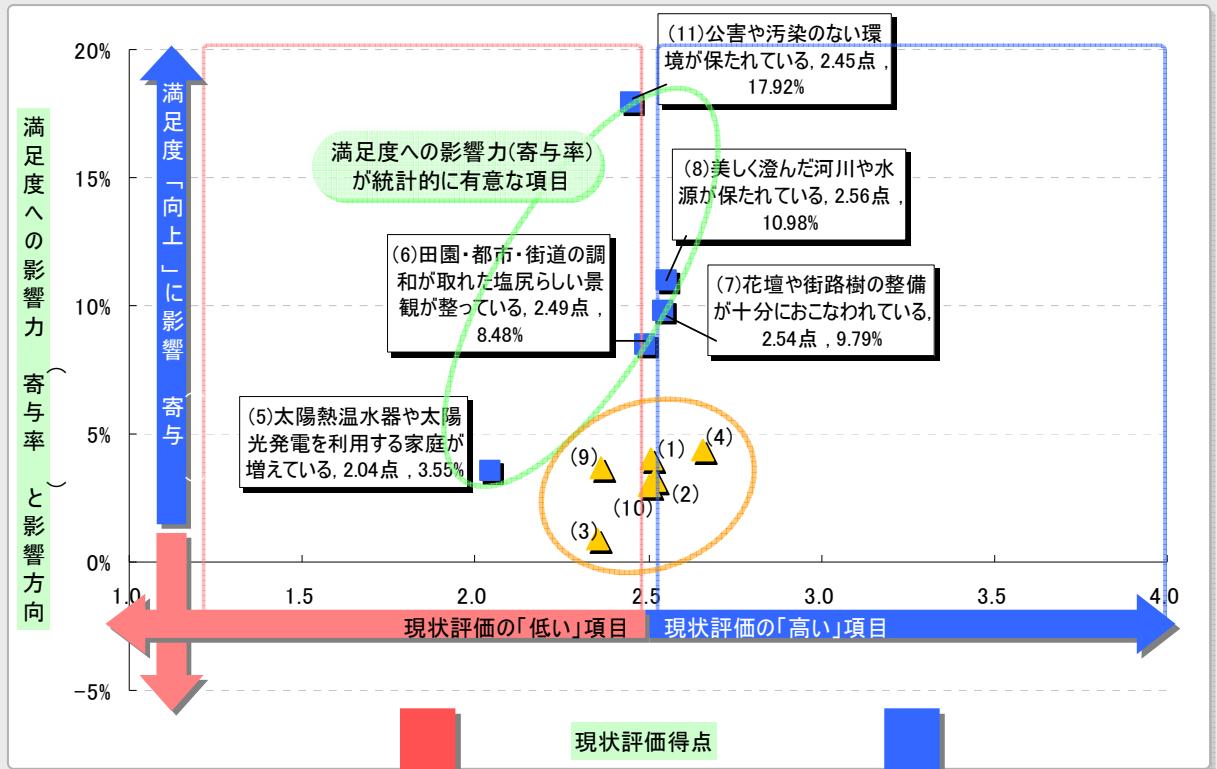 20%
15%
10%
5%
0%
−5%
1.0
1.5
2.0
2.5
3.0
3.5
4.0
満足度への影響力（寄与率）と影響方向
満足度「向上」に影響（寄与）
満足度への影響力(寄与率)
が統計的に有意な項目
(11)公害や汚染のない環
境が保たれている, 2.45点 ,
17.92%
(8)美しく澄んだ河川や水
源が保たれている, 2.56点 ,
10.98%
(6)田園・都市・街道の調
和が取れた塩尻らしい景
観が整っている, 2.49点 ,
8.48%
(7)花壇や街路樹の整備
が十分におこなわれている,
2.54点 , 9.79%
(5)太陽熱温水器や太陽
光発電を利用する家庭が
増えている, 2.04点 , 3.55%
(1)
(4)
(9)
(2)
(10)
(3)
現状評価の「低い」項目
現状評価の「高い」項目
現状評価得点